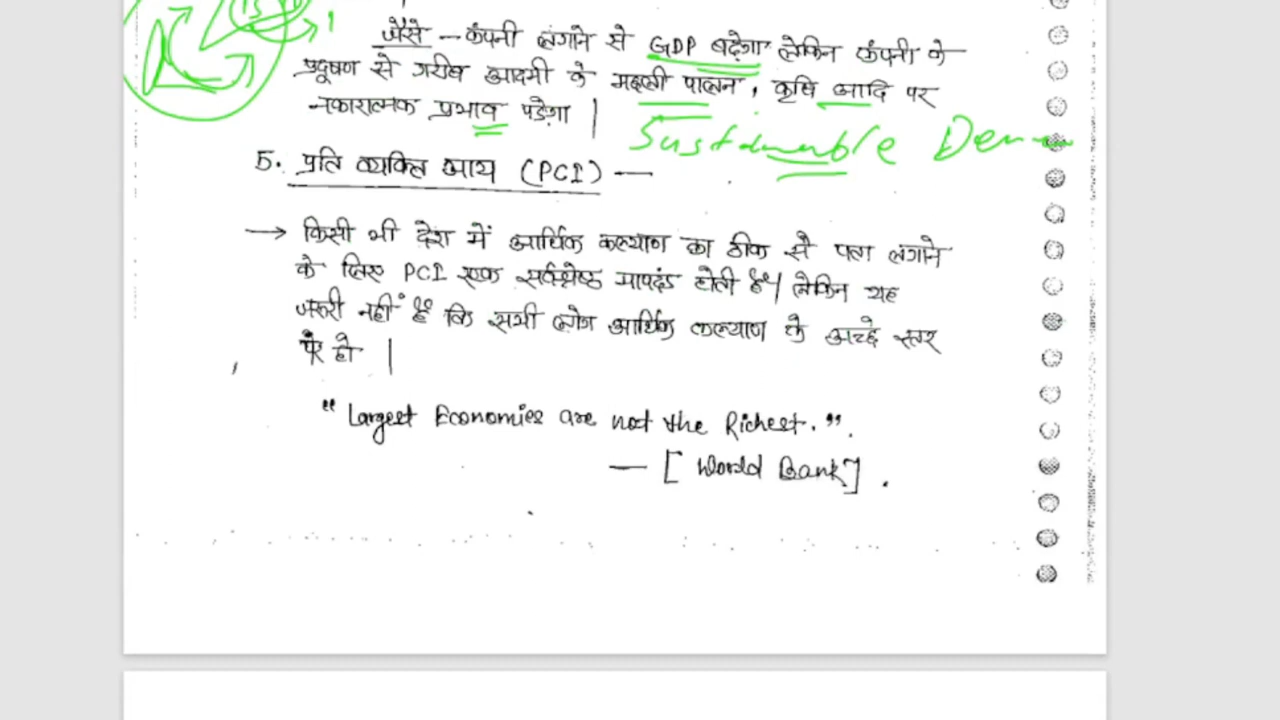 जैसे – कंपनी लगाने से GDP बढ़ेगा लेकिन कंपनी के
प्रदूषण से गरीब आदमी के मछली पालन, कृषि आदि पर
नकारात्मक प्रभाव पड़ेगा |
Sustainable
5. प्रति व्यक्ति आय (PCI) —
→ किसी भी देश में आर्थिक कल्याण का ठीक से पता लगाने
के लिए PCI एक सर्वश्रेष्ठ मापदंड होती है| लेकिन यह
जरूरी नहीं है कि सभी लोग आर्थिक कल्याण के अच्छे स्तर
पर हो |
"Largest Economies are not the Richest.".
— [World Bank].